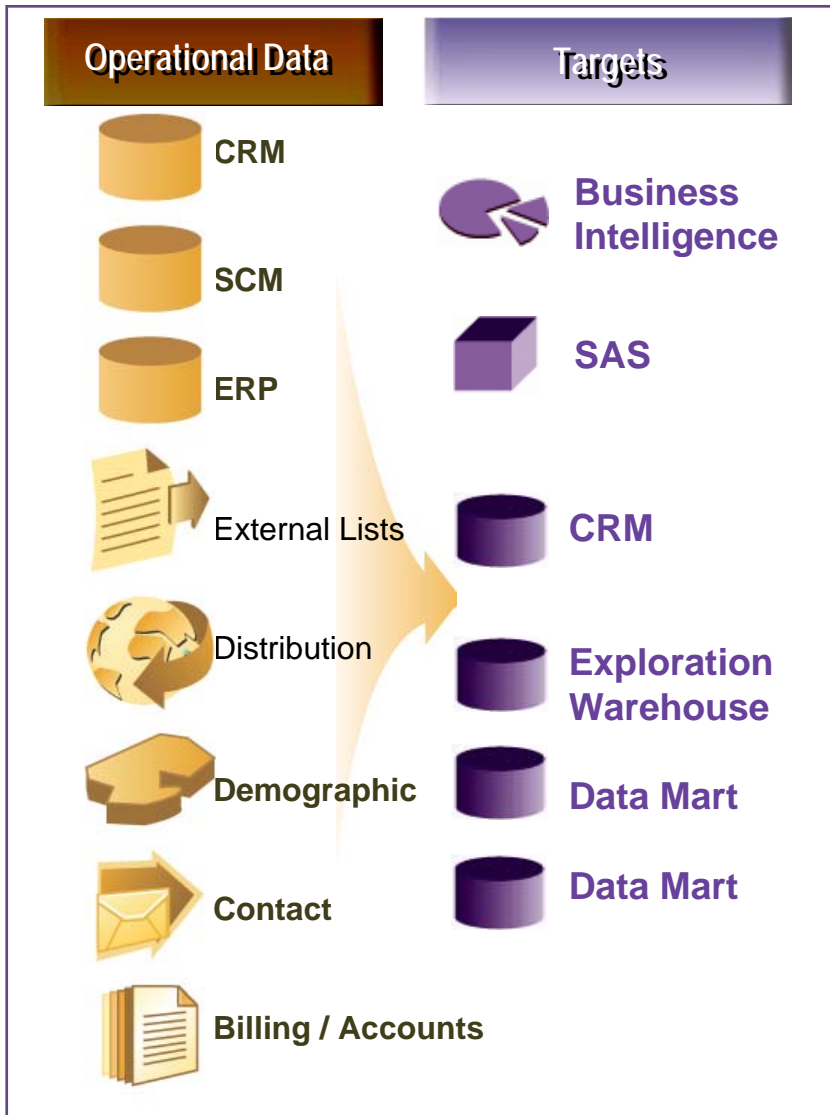 Operational Data
CRM
SCM
ERP
External Lists
Distribution
Demographic
Contact
Billing / Accounts
Targets
Business
Intelligence
SAS
CRM
Exploration
Warehouse
Data Mart
Data Mart